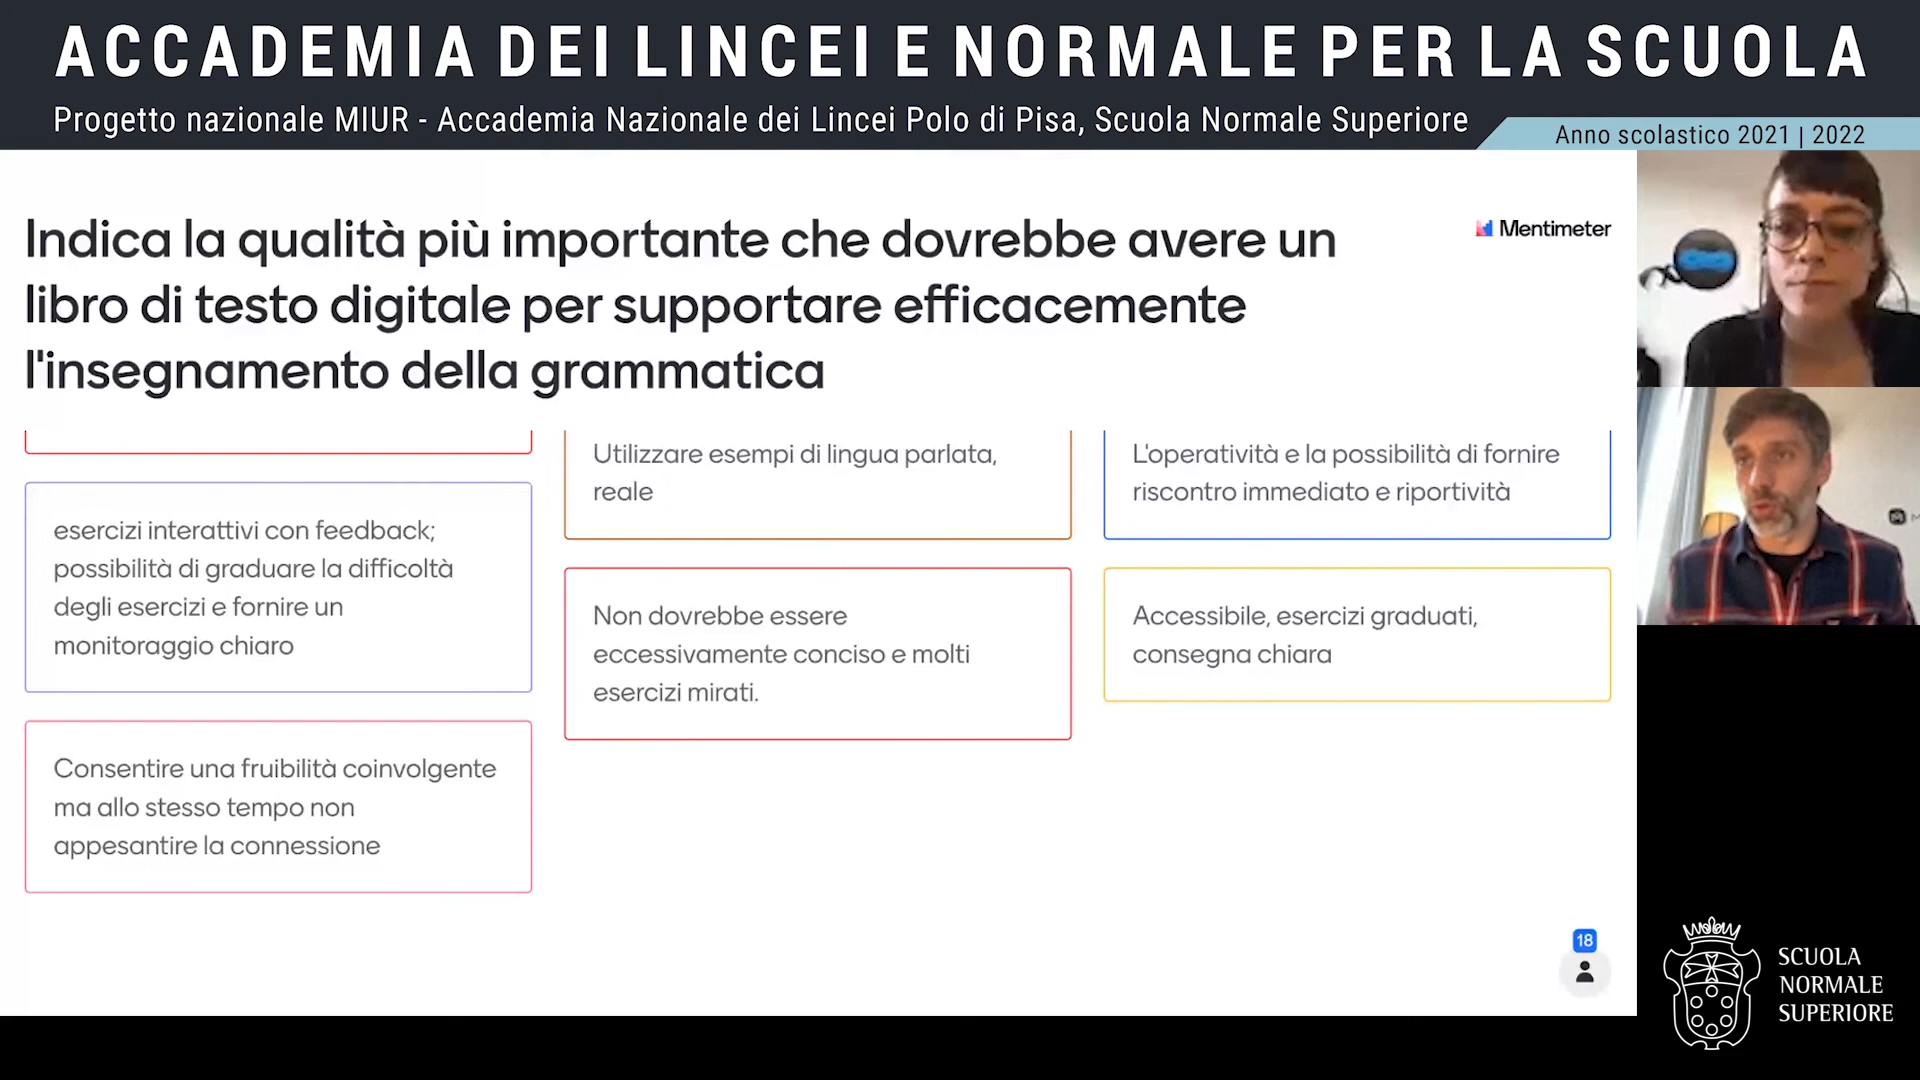 ACCADEMIA DEI LINCEI E NORMALE PER LA SCUOLA
Progetto nazionale MIUR - Accademia Nazionale dei Lincei Polo di Pisa, Scuola Normale Superiore
Anno scolastico 2021 | 2022
Indica la qualità più importante che dovrebbe avere un
libro di testo digitale per supportare efficacemente
l'insegnamento della grammatica
Mentimeter
esercizi interattivi con feedback;
possibilità di graduare la difficoltà
degli esercizi e fornire un
monitoraggio chiaro
Consentire una fruibilità coinvolgente
ma allo stesso tempo non
appesantire la connessione
Utilizzare esempi di lingua parlata,
reale
Non dovrebbe essere
eccessivamente conciso e molti
esercizi mirati.
L'operatività e la possibilità di fornire
riscontro immediato e riportività
Accessibile, esercizi graduati,
consegna chiara
18
SCUOLA
NORMALE
SUPERIORE